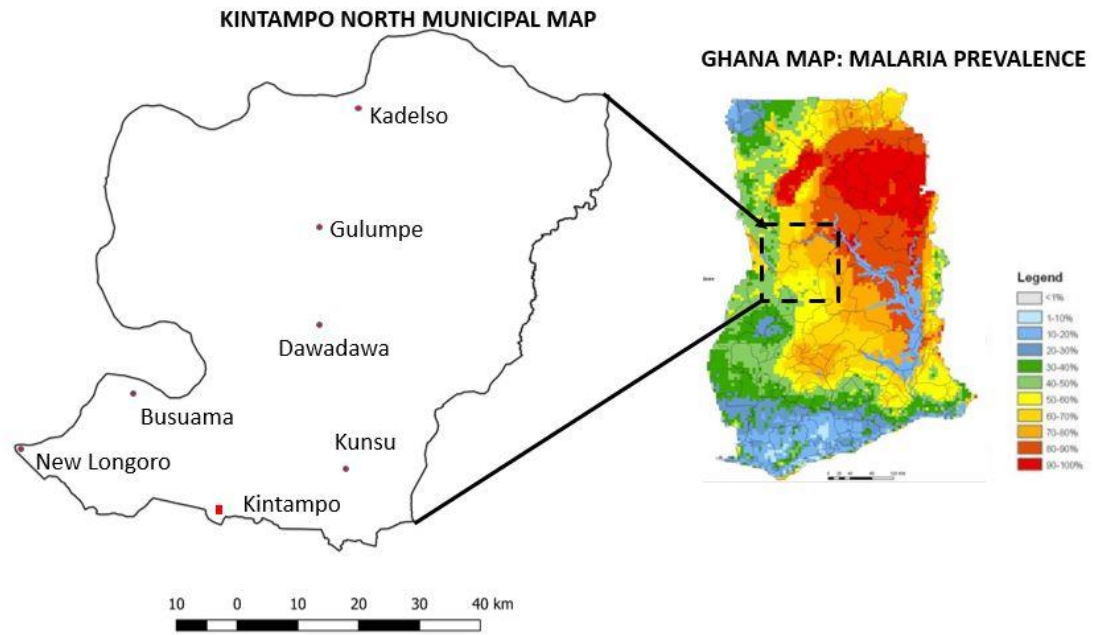 KINTAMPO NORTH MUNICIPAL MAP
GHANA MAP: MALARIA PREVALENCE
Kadelso
Gulumpe
Dawadawa
Busuama
Kunsu
New Longoro
Kintampo
10 0 10 20 30 40 km
Legend
<1%
1-10%
10-20%
20-30%
30-40%
40-50%
50-60%
60-70%
70-80%
80-90%
90-100%